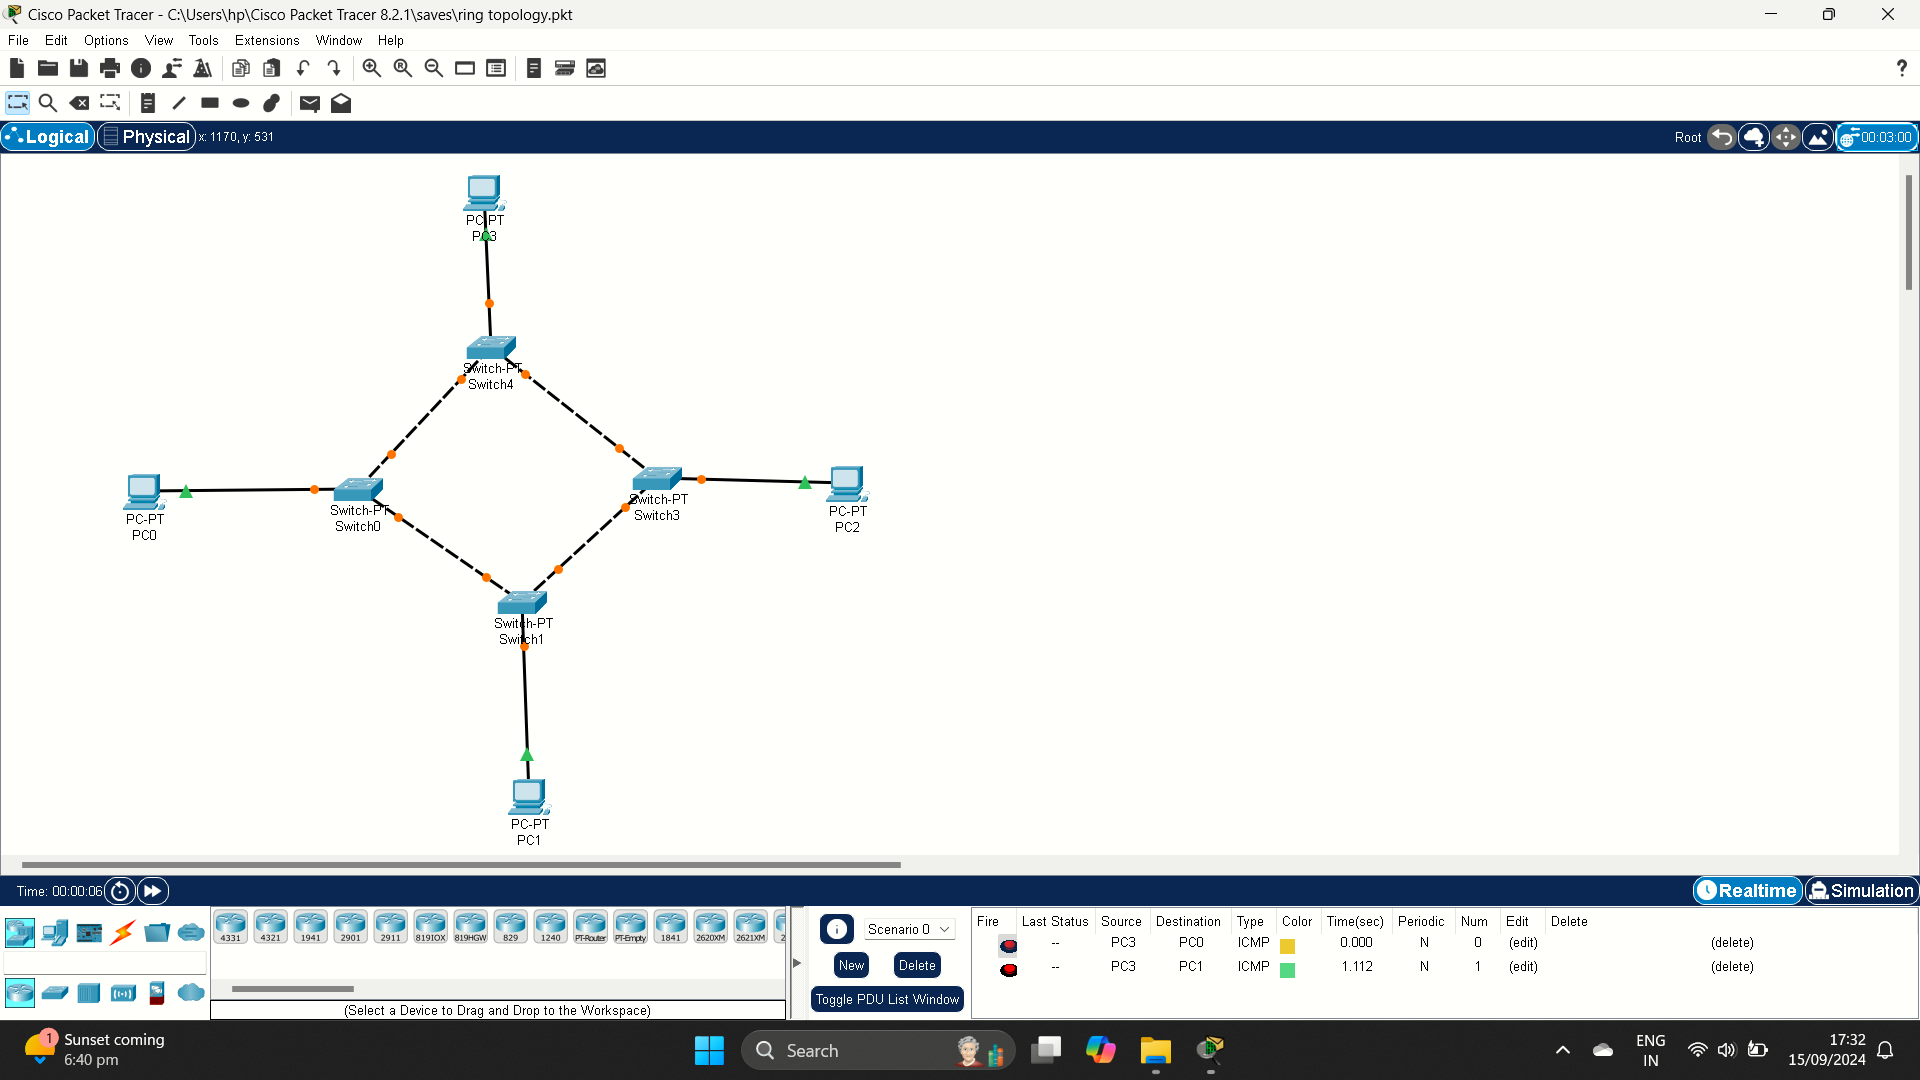 Cisco Packet Tracer - C:\Users\hp\Cisco Packet Tracer 8.2.1\saves\ring topology.pkt
File Edit Options View Tools Extensions Window Help
?
Logical Physical x: 1170, y: 531 Root 00:03:00
PC-PT
PC3
Switch-PT
Switch4
PC-PT
PC0
Switch-PT
Switch0
Switch-PT
Switch3
PC-PT
PC2
Switch-PT
Switch1
PC-PT
PC1
Time: 00:00:06 Realtime Simulation
4331 4321 1941 2901 2911 819IOX 819HGW 829 1240 PT-Router PT-Empty 1841 2620XM 2621XM 2
(Select a Device to Drag and Drop to the Workspace)
Scenario 0
New Delete
Toggle PDU List Window
Fire Last Status Source Destination Type Color Time(sec) Periodic Num Edit Delete
-- PC3 PC0 ICMP 0.000 N 0 (edit) (delete)
-- PC3 PC1 ICMP 1.112 N 1 (edit) (delete)
1 Sunset coming
6:40 pm
Search
ENG
IN
17:32
15/09/2024